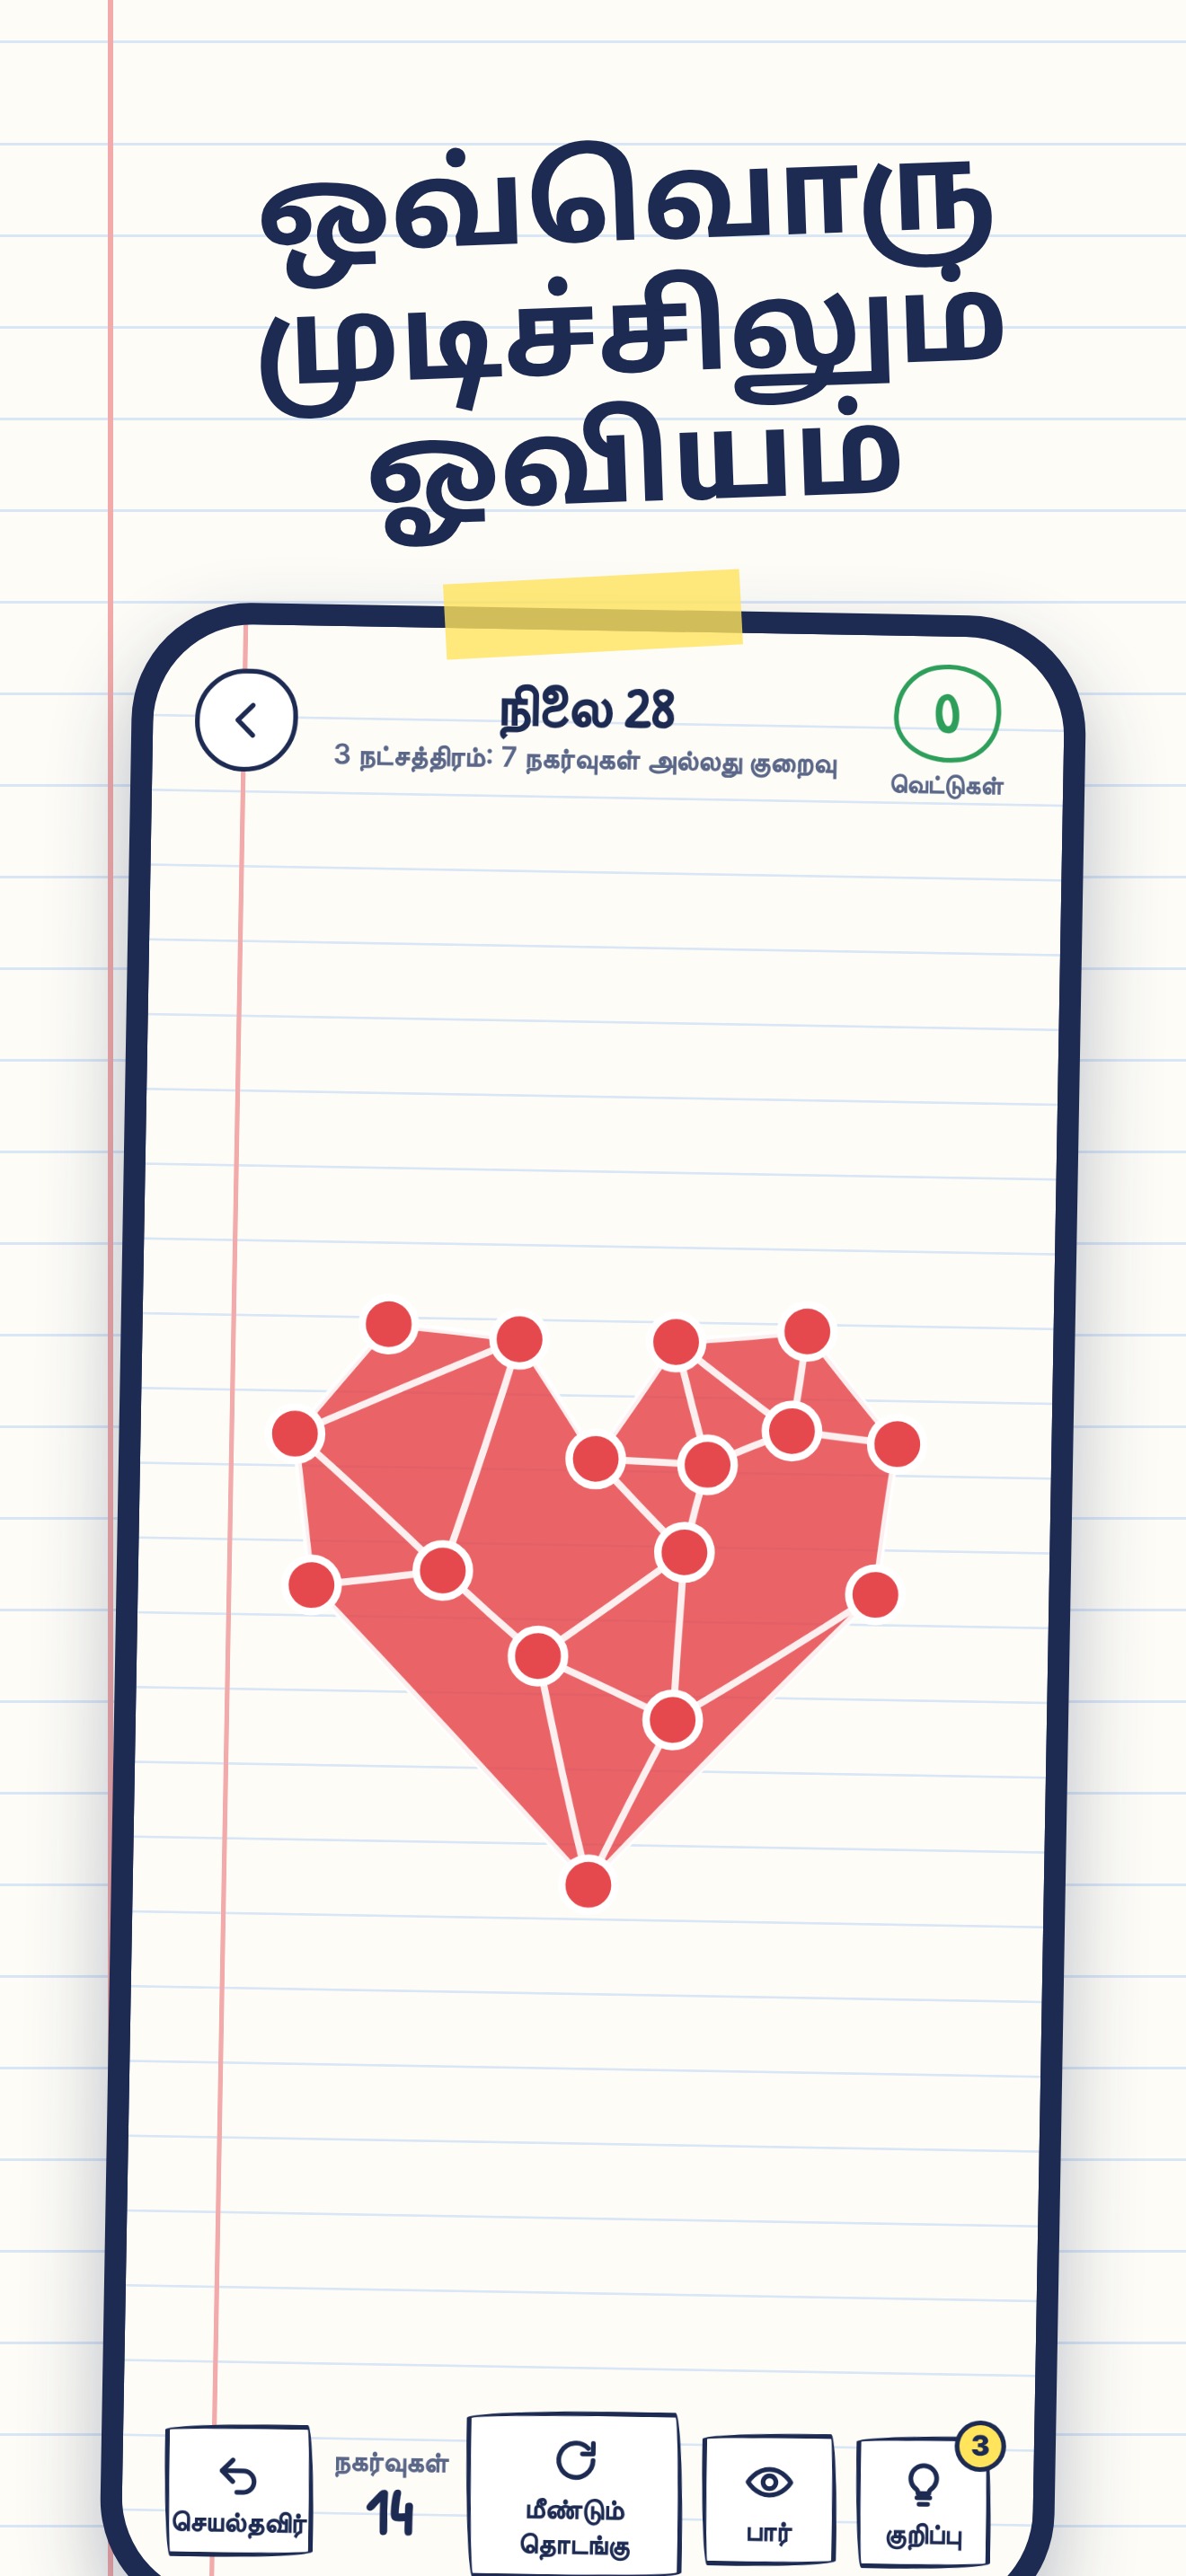 ஒவ்வொரு
முடிச்சிலும்
ஓவியம்
நிலை 28
3 நட்சத்திரம்: 7 நகர்வுகள் அல்லது குறைவு
0
வெட்டுகள்
செயல்தவிர்
நகர்வுகள்
14
மீண்டும்
தொடங்கு
பார்
3
குறிப்பு